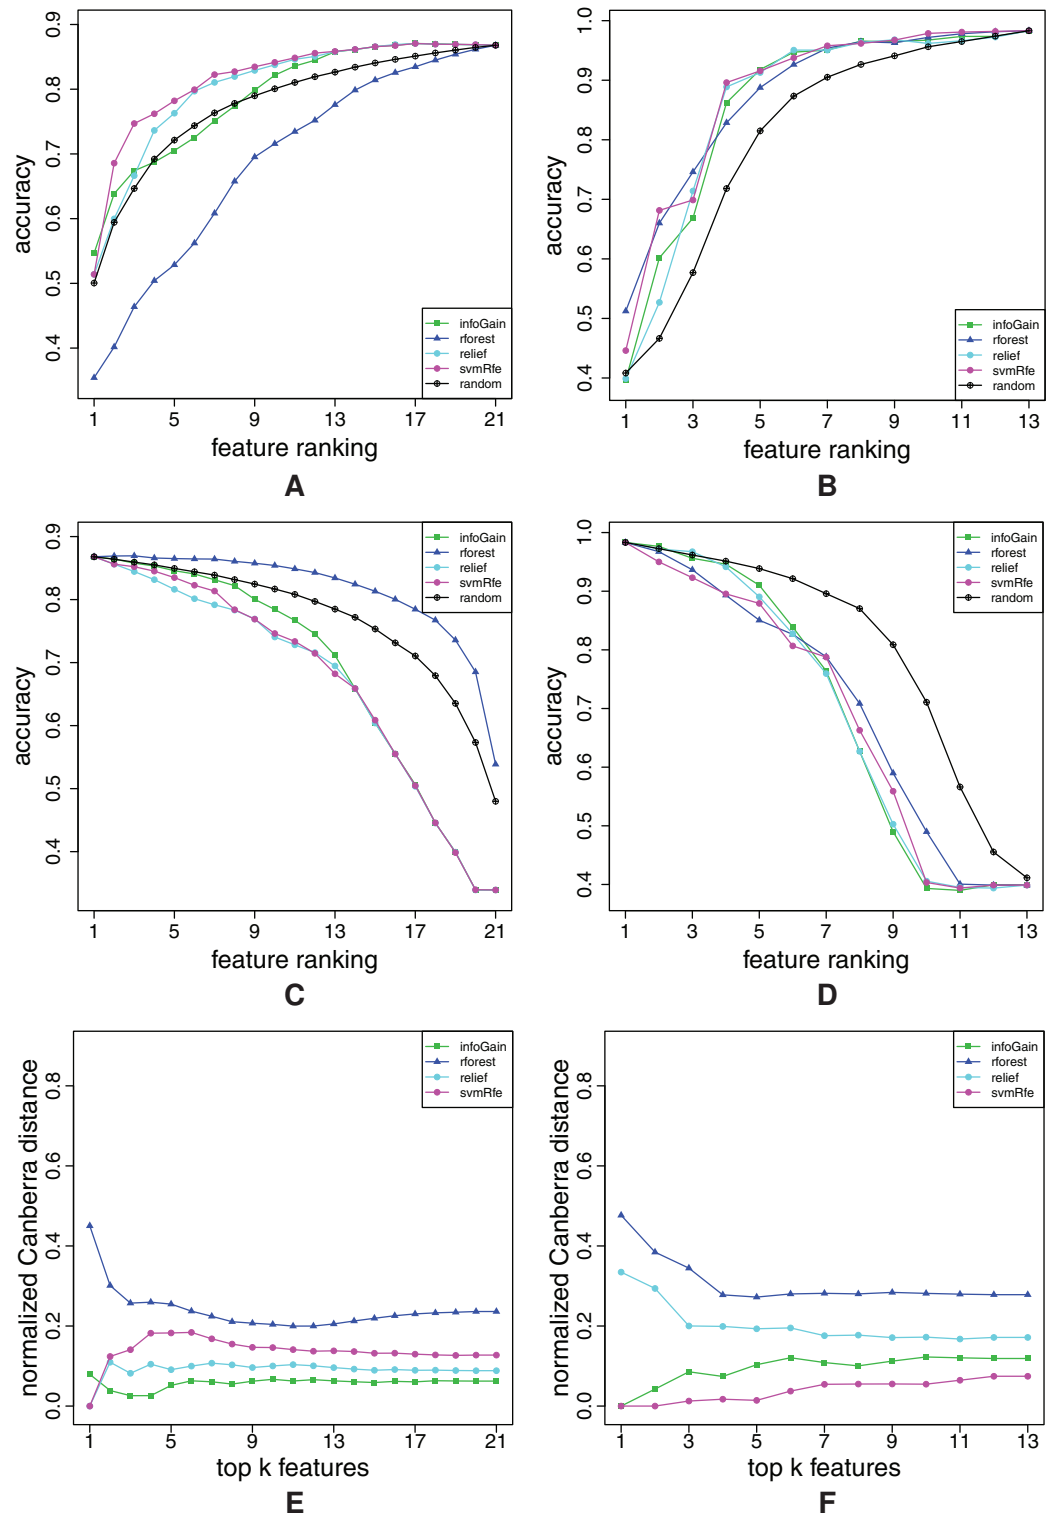 accuracy
0.4 0.5 0.6 0.7 0.8 0.9
infoGain
rforest
relief
svmRfe
random
1 5 9 13 17 21
feature ranking
A
accuracy
0.4 0.5 0.6 0.7 0.8 0.9 1.0
infoGain
rforest
relief
svmRfe
random
1 3 5 7 9 11 13
feature ranking
B
accuracy
0.4 0.5 0.6 0.7 0.8 0.9
infoGain
rforest
relief
svmRfe
random
1 5 9 13 17 21
feature ranking
C
accuracy
0.4 0.5 0.6 0.7 0.8 0.9 1.0
infoGain
rforest
relief
svmRfe
random
1 3 5 7 9 11 13
feature ranking
D
normalized Canberra distance
0.0 0.2 0.4 0.6 0.8
infoGain
rforest
relief
svmRfe
1 5 9 13 17 21
top k features
E
normalized Canberra distance
0.0 0.2 0.4 0.6 0.8
infoGain
rforest
relief
svmRfe
1 3 5 7 9 11 13
top k features
F